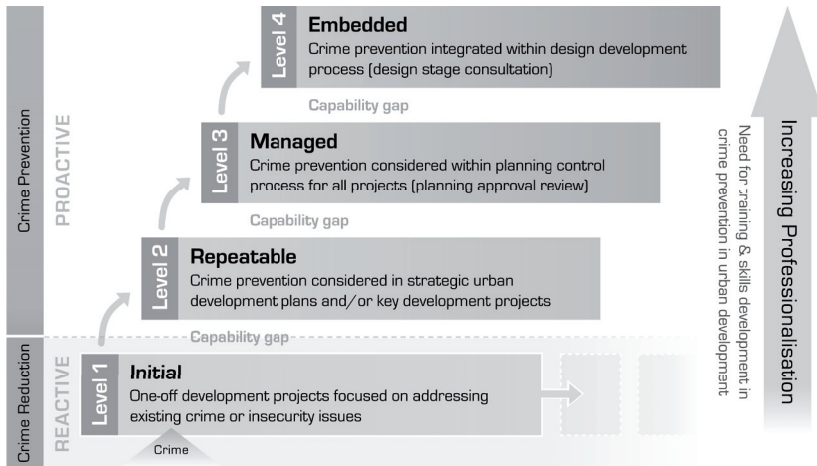 Level 4
Embedded
Crime prevention integrated within design development
process (design stage consultation)
Capability gap
Level 3
Managed
Crime prevention considered within planning control
process for all projects (planning approval review)
Capability gap
Level 2
Repeatable
Crime prevention considered in strategic urban
development plans and/or key development projects
Capability gap
Level 1
Initial
One-off development projects focused on addressing
existing crime or insecurity issues
Crime
Crime Prevention
PROACTIVE
Crime Reduction
REACTIVE
Need for training & skills development in
crime prevention in urban development
Increasing Professionalisation